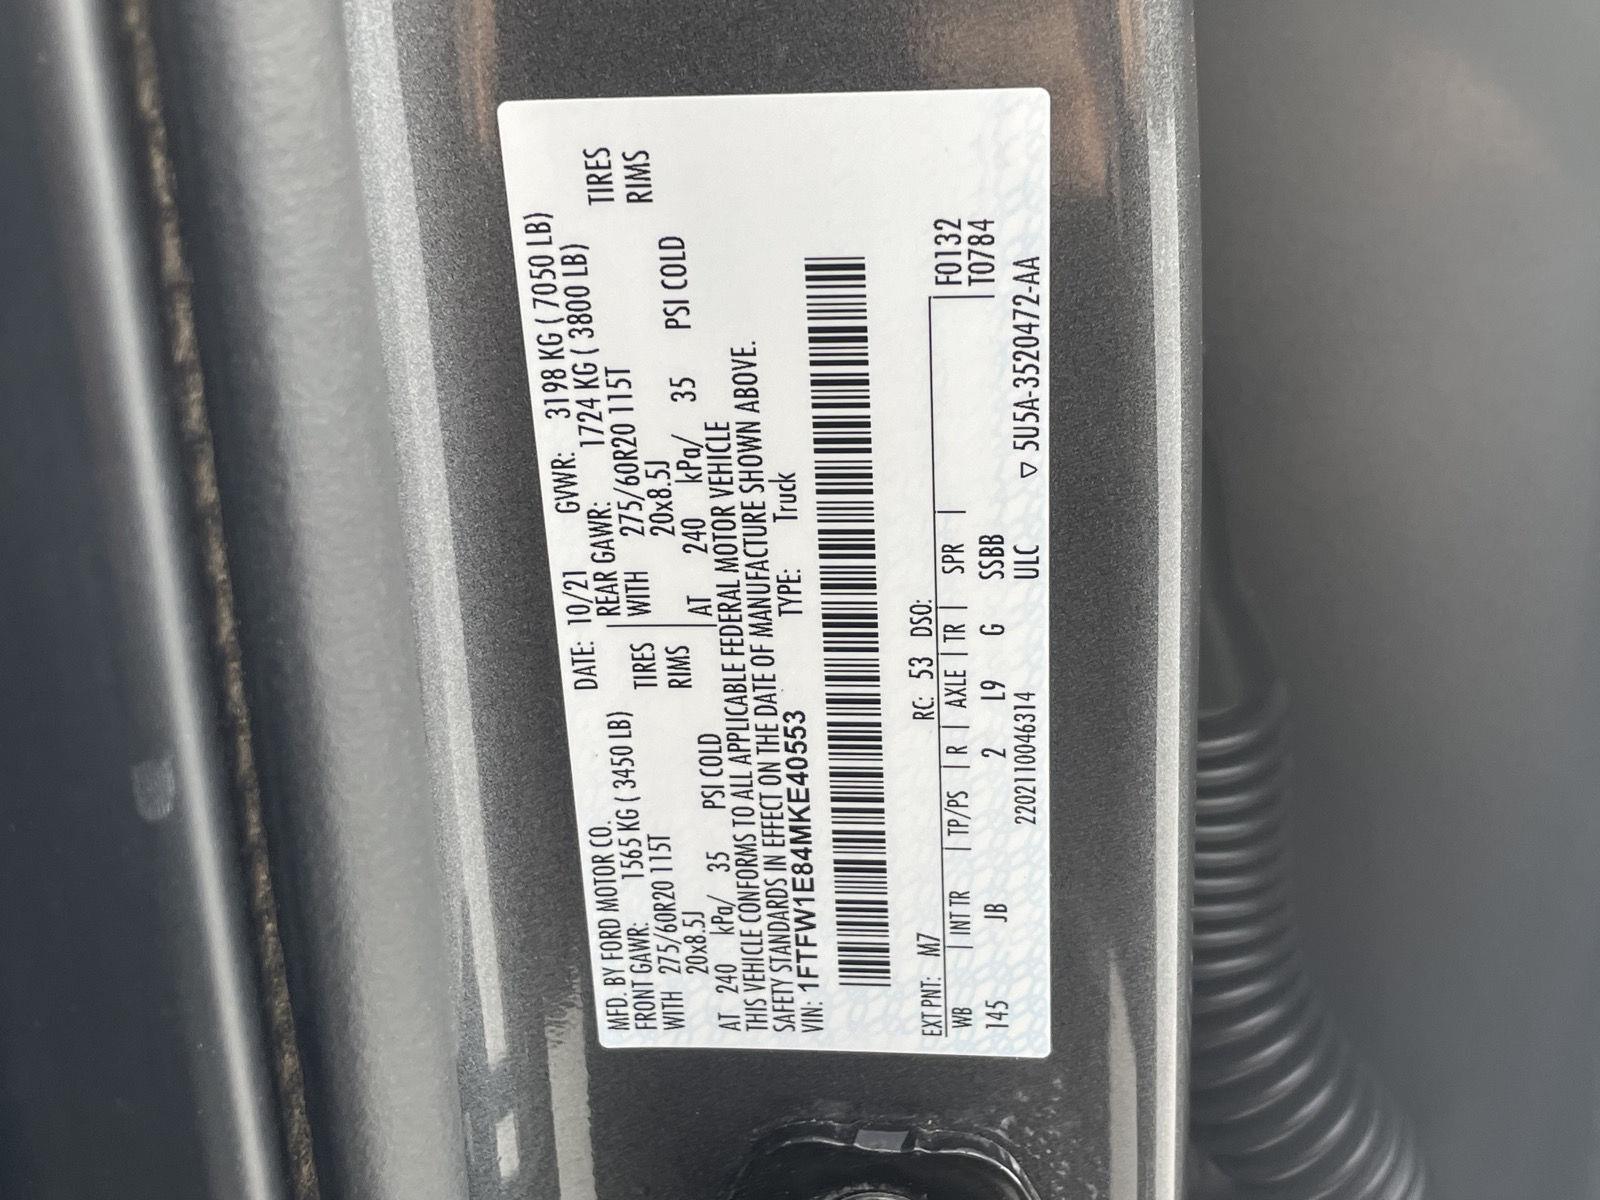 MFD. BY FORD MOTOR CO. DATE: 10/21 GVWR: 3198 KG ( 7050 LB)
FRONT GAWR: 1565 KG ( 3450 LB) REAR GAWR: 1724 KG ( 3800 LB)
WITH 275/60R20 115T TIRES WITH 275/60R20 115T TIRES
20x8.5J RIMS 20x8.5J RIMS
AT 240 kPa/ 35 PSI COLD AT 240 kPa/ 35 PSI COLD
THIS VEHICLE CONFORMS TO ALL APPLICABLE FEDERAL MOTOR VEHICLE
SAFETY STANDARDS IN EFFECT ON THE DATE OF MANUFACTURE SHOWN ABOVE.
VIN: 1FTFW1E84MKE40553 TYPE: Truck
EXT PNT: M7 RC: 53 DSO: F0132
WB | INT TR | TP/PS | R | AXLE | TR | SPR | T0784
145 JB 2 L9 G SSBB
2202110046314 ULC ▽ 5U5A-3520472-AA